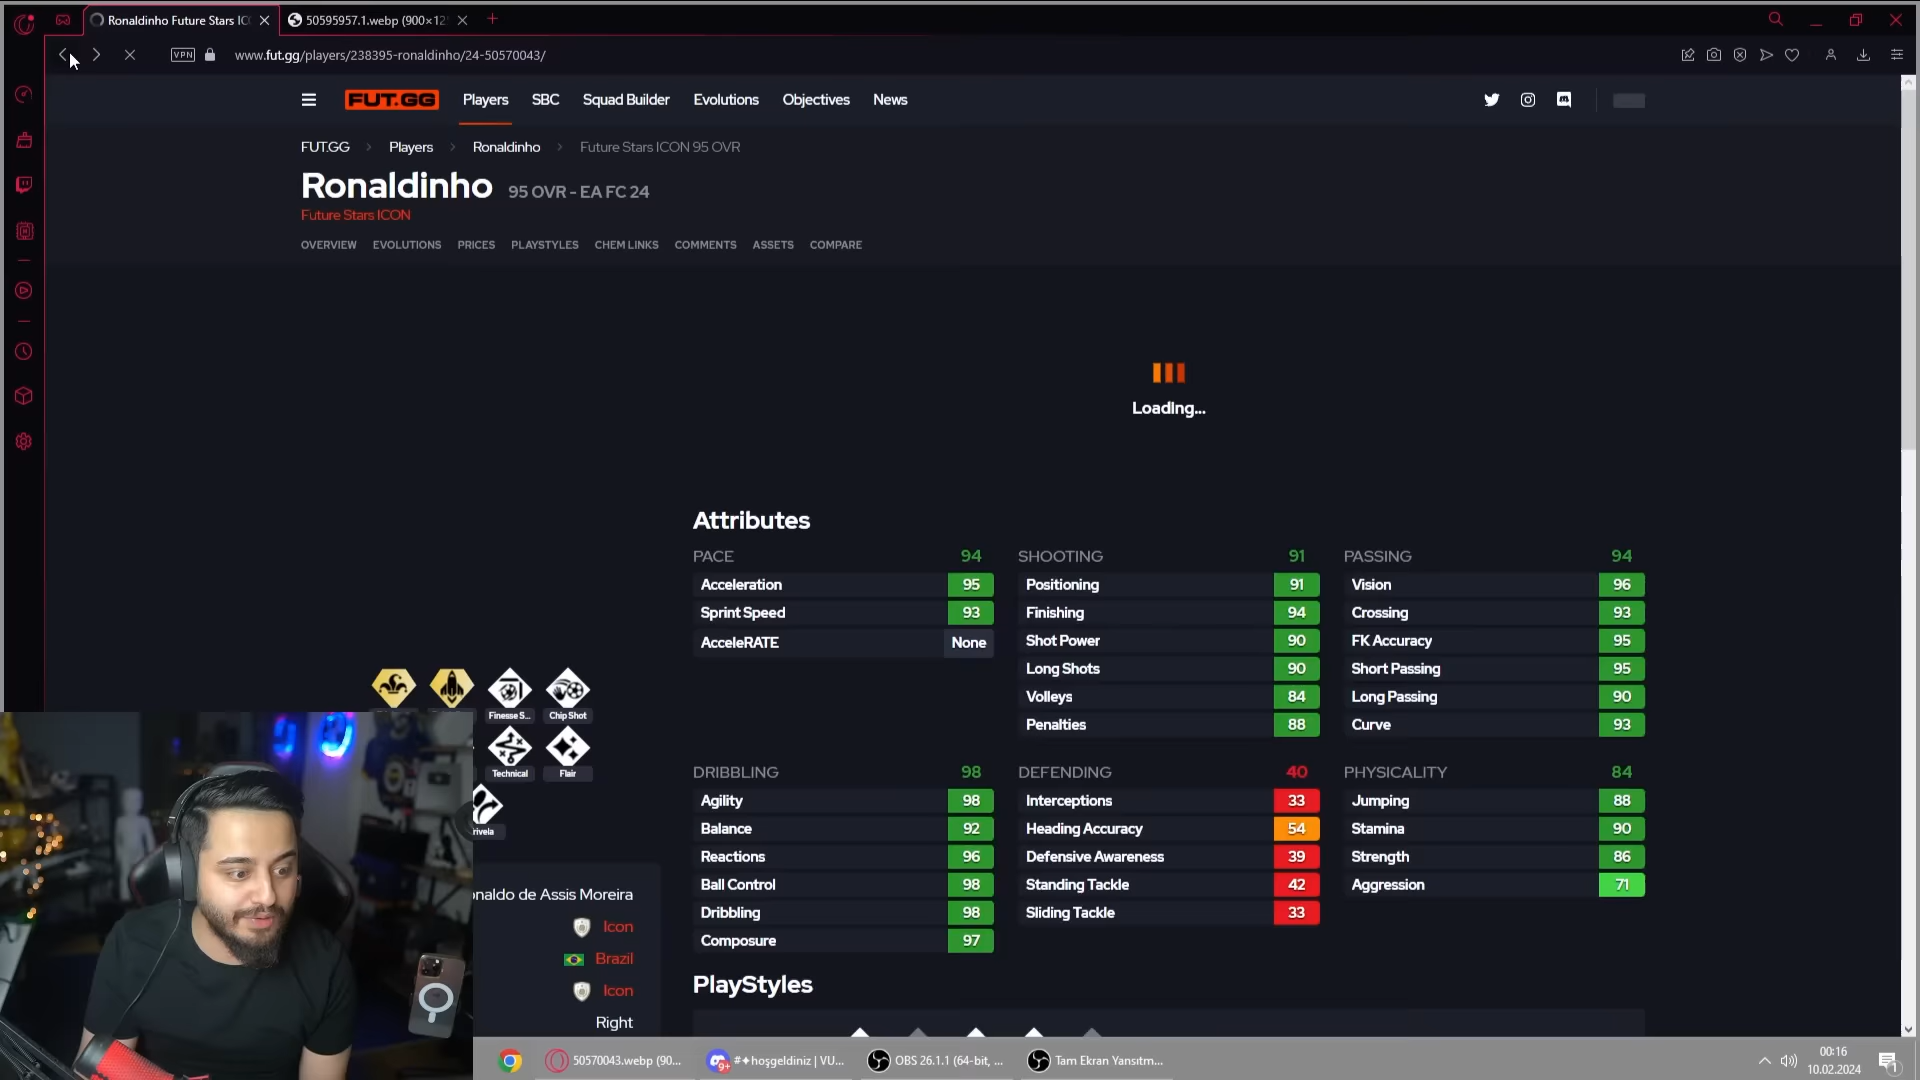 Ronaldinho Future Stars IC
50595957.1.webp (900×12
VPN
www.fut.gg/players/238395-ronaldinho/24-50570043/
FUT.GG
Players
SBC
Squad Builder
Evolutions
Objectives
News
FUT.GG > Players > Ronaldinho > Future Stars ICON 95 OVR
Ronaldinho 95 OVR - EA FC 24
Future Stars ICON
OVERVIEW EVOLUTIONS PRICES PLAYSTYLES CHEM LINKS COMMENTS ASSETS COMPARE
Loading...
Attributes
PACE 94
Acceleration 95
Sprint Speed 93
AcceleRATE None
SHOOTING 91
Positioning 91
Finishing 94
Shot Power 90
Long Shots 90
Volleys 84
Penalties 88
PASSING 94
Vision 96
Crossing 93
FK Accuracy 95
Short Passing 95
Long Passing 90
Curve 93
Finesse S...
Chip Shot
Technical
Flair
DRIBBLING 98
Agility 98
Balance 92
Reactions 96
Ball Control 98
Dribbling 98
Composure 97
DEFENDING 40
Interceptions 33
Heading Accuracy 54
Defensive Awareness 39
Standing Tackle 42
Sliding Tackle 33
PHYSICALITY 84
Jumping 88
Stamina 90
Strength 86
Aggression 71
rivela
onaldo de Assis Moreira
Icon
Brazil
Icon
Right
PlayStyles
50570043.webp (90...
9+
#✦hoşgeldiniz | VU...
OBS 26.1.1 (64-bit, ...
Tam Ekran Yansıtm...
00:16
10.02.2024
1